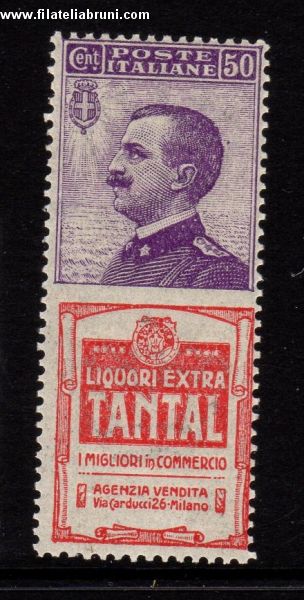 www.filateliabruni.com
Cent POSTE 50
ITALIANE
LIQUORI EXTRA
TANTAL
I MIGLIORI in COMMERCIO
AGENZIA VENDITA
Via Carducci 26-Milano